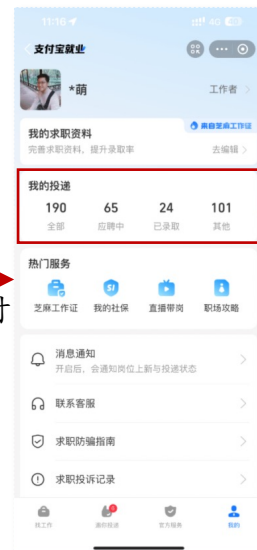 11:16
4G
支付宝就业
*萌
工作者
我的求职资料
来自芝麻工作证
完善求职资料，提升录取率
去编辑
我的投递
190 65 24 101
全部 应聘中 已录取 其他
热门服务
芝麻工作证 我的社保 直播带岗 职场攻略
消息通知
开启后，会通知岗位上新与投递状态
联系客服
求职防骗指南
求职投诉记录
找工作 官方服务 我的